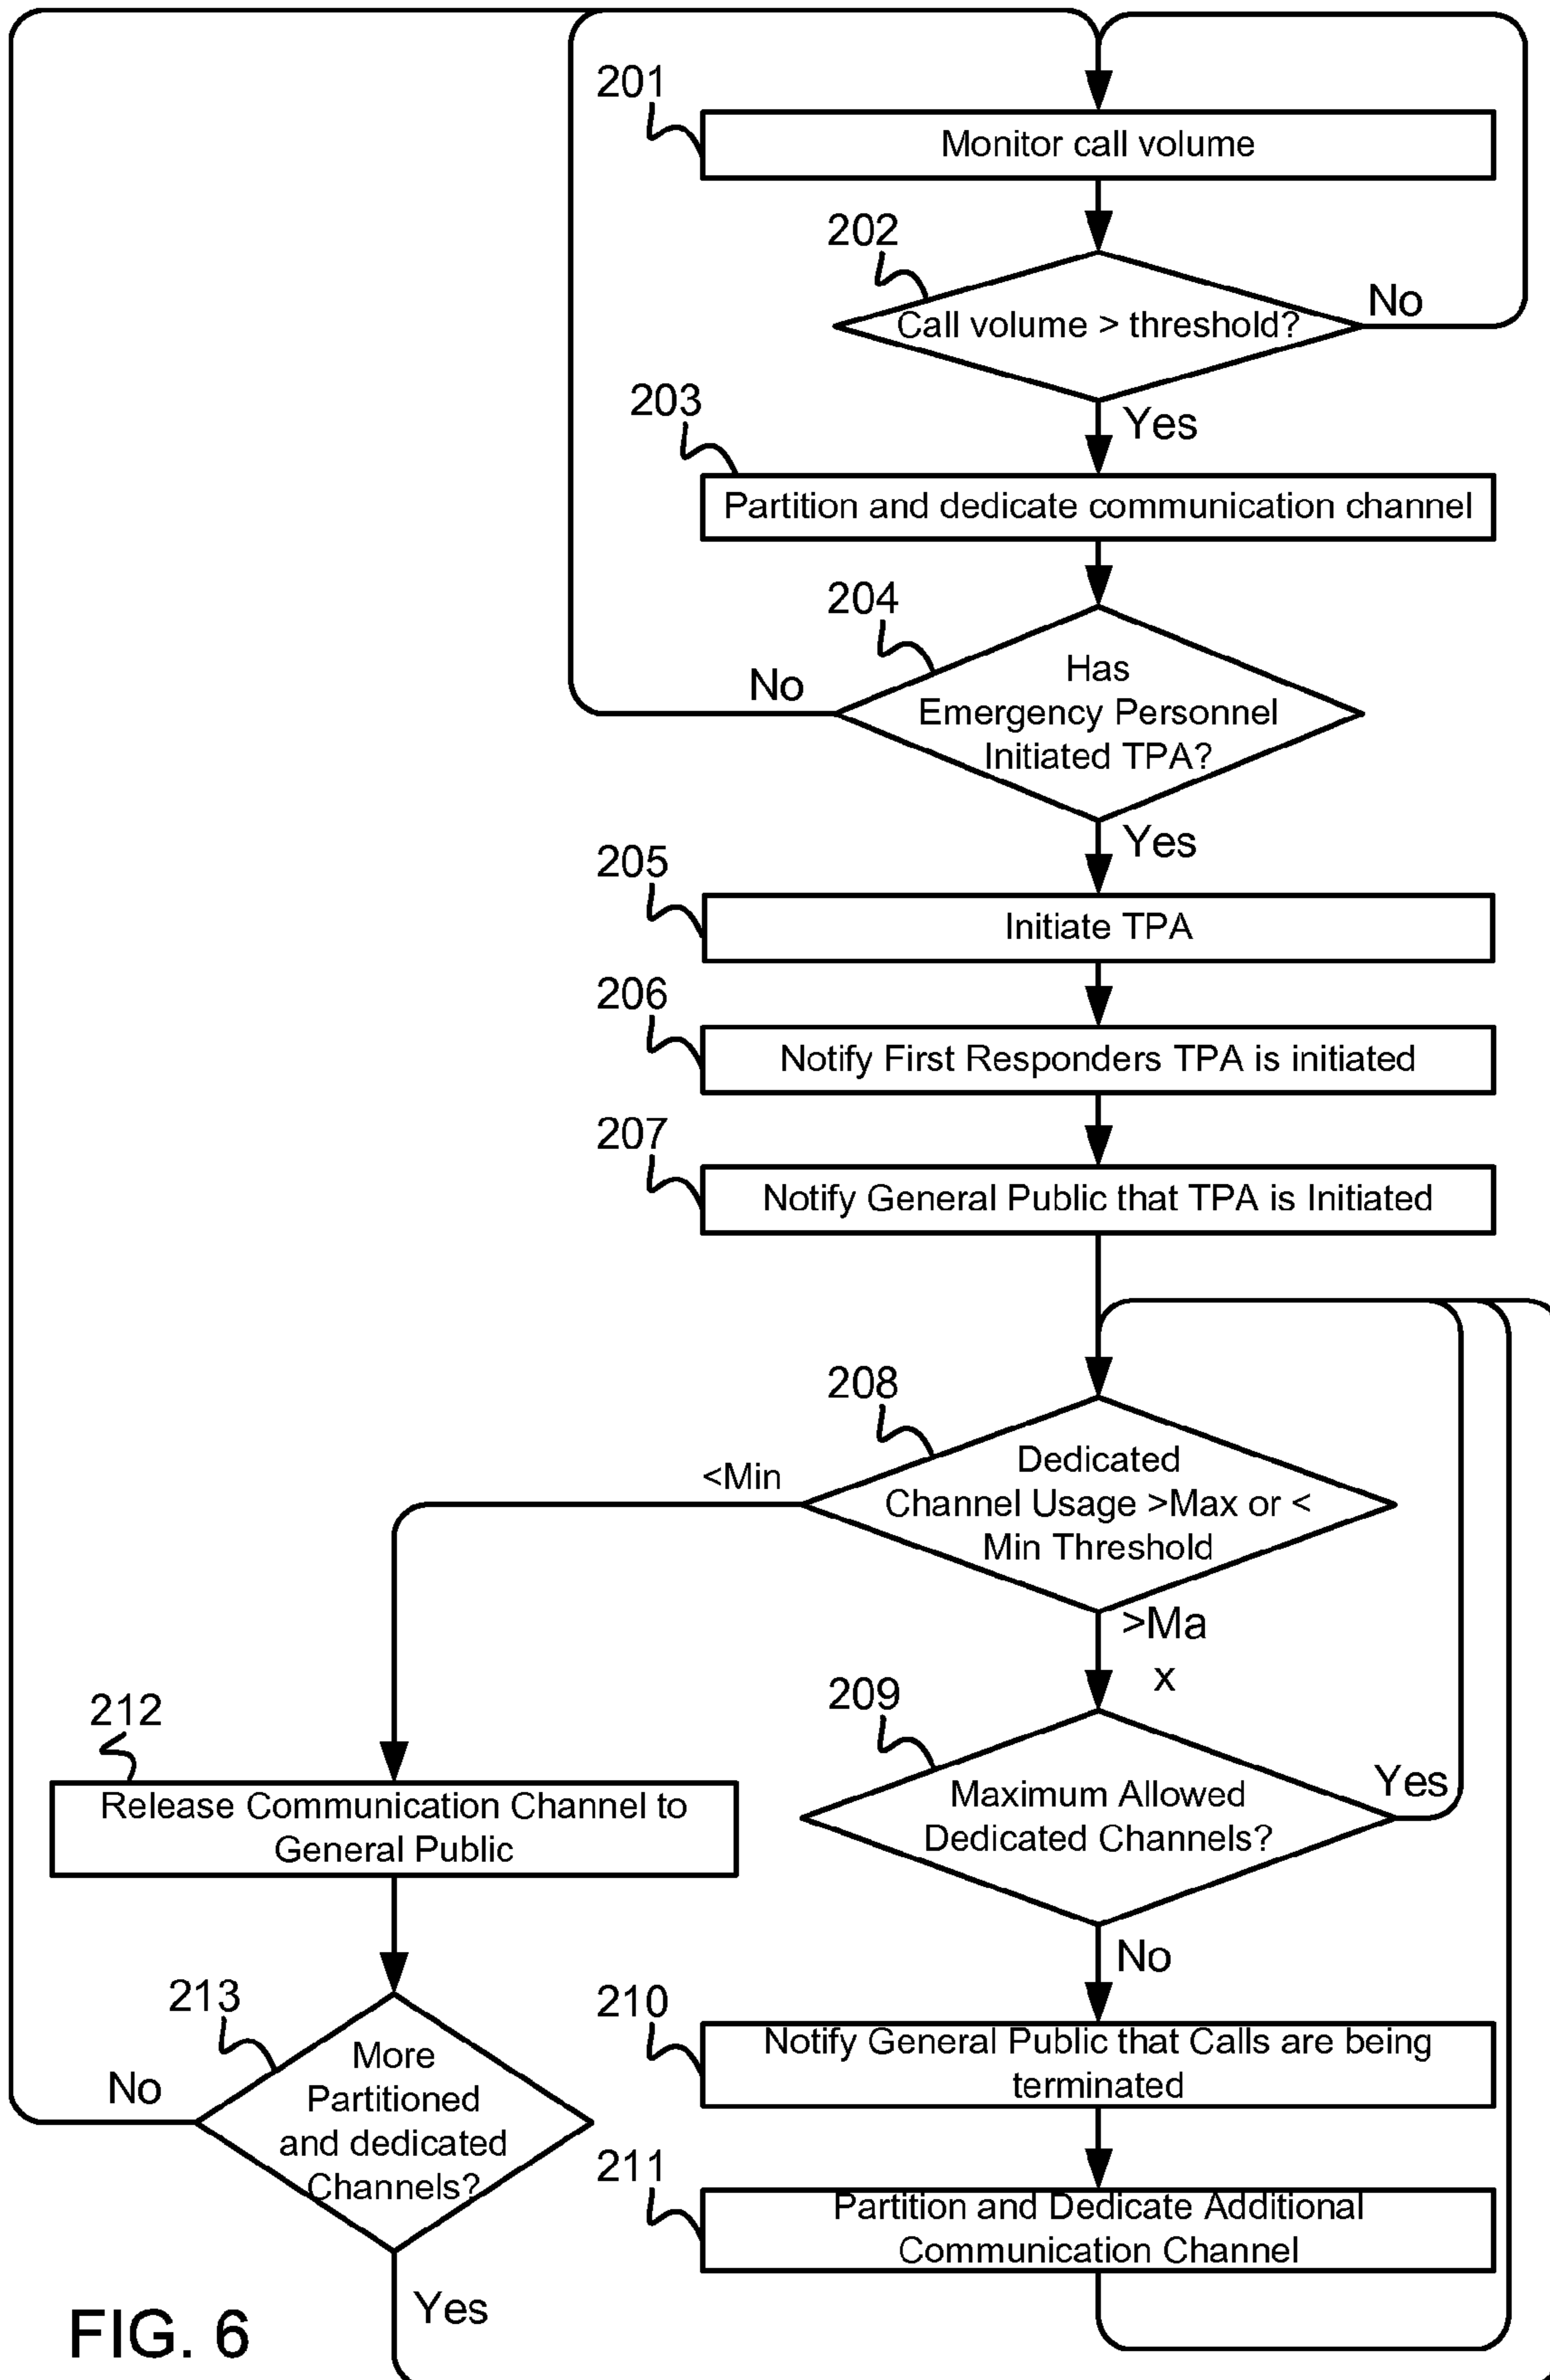 201
Monitor call volume
202
Call volume > threshold?
No
Yes
203
Partition and dedicate communication channel
204
Has
Emergency Personnel
Initiated TPA?
No
Yes
205
Initiate TPA
206
Notify First Responders TPA is initiated
207
Notify General Public that TPA is Initiated
208
Dedicated
Channel Usage >Max or <
Min Threshold
<Min
>Ma
x
209
Maximum Allowed
Dedicated Channels?
Yes
No
212
Release Communication Channel to
General Public
213
More
Partitioned
and dedicated
Channels?
No
Yes
210
Notify General Public that Calls are being
terminated
211
Partition and Dedicate Additional
Communication Channel
FIG. 6